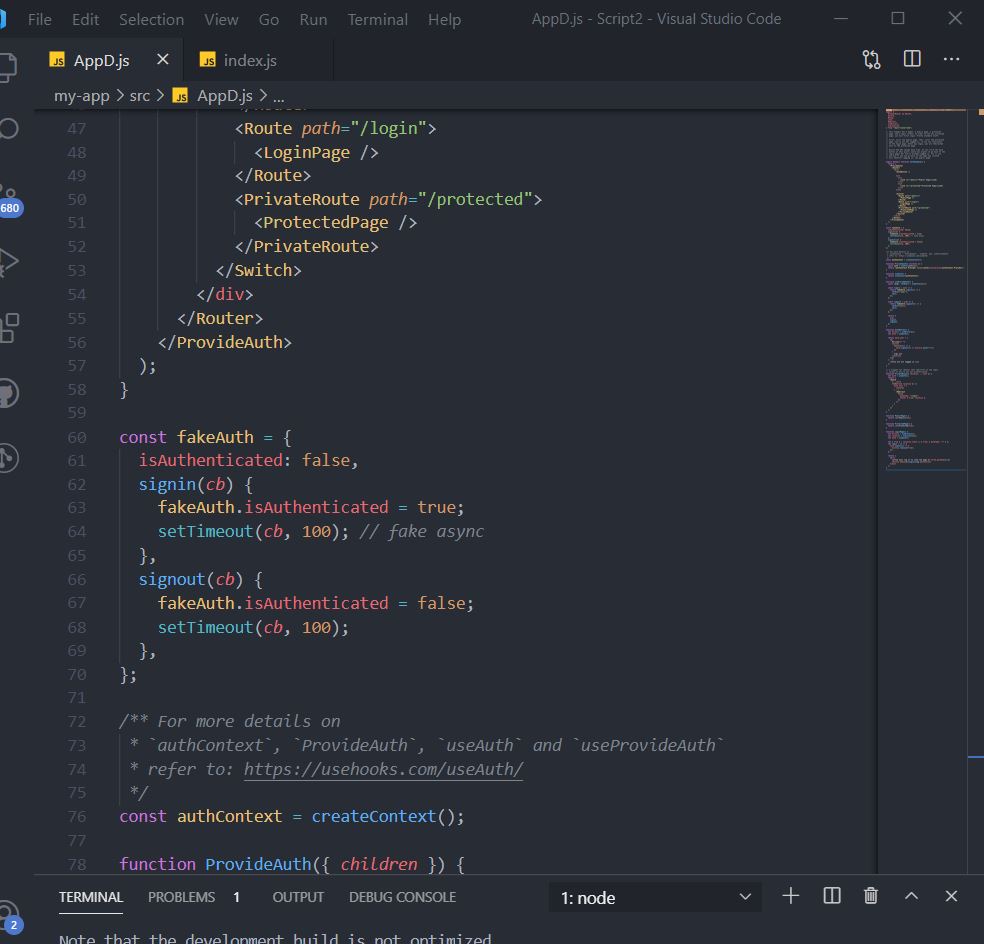 File Edit Selection View Go Run Terminal Help AppD.js - Script2 - Visual Studio Code
JS AppD.js JS index.js
my-app > src > JS AppD.js > ...
47 <Route path="/login">
48 <LoginPage />
49 </Route>
50 <PrivateRoute path="/protected">
51 <ProtectedPage />
52 </PrivateRoute>
53 </Switch>
54 </div>
55 </Router>
56 </ProvideAuth>
57 );
58 }
59
60 const fakeAuth = {
61 isAuthenticated: false,
62 signin(cb) {
63 fakeAuth.isAuthenticated = true;
64 setTimeout(cb, 100); // fake async
65 },
66 signout(cb) {
67 fakeAuth.isAuthenticated = false;
68 setTimeout(cb, 100);
69 },
70 };
71
72 /** For more details on
73 * `authContext`, `ProvideAuth`, `useAuth` and `useProvideAuth`
74 * refer to: https://usehooks.com/useAuth/
75 */
76 const authContext = createContext();
77
78 function ProvideAuth({ children }) {
680
2
TERMINAL PROBLEMS 1 OUTPUT DEBUG CONSOLE 1: node
Note that the development build is not optimized